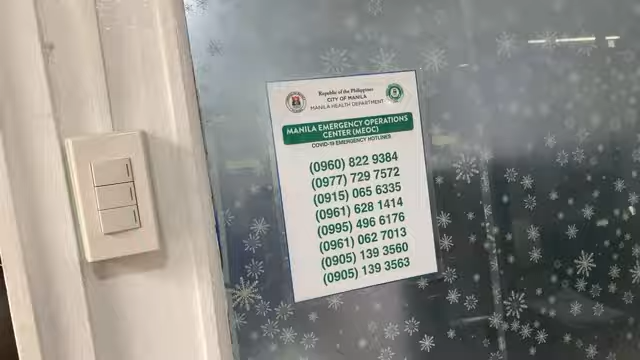 Republic of the Philippines
CITY OF MANILA
MANILA HEALTH DEPARTMENT
MANILA EMERGENCY OPERATIONS
CENTER (MEOC)
COVID-19 EMERGENCY HOTLINES
(0960) 822 9384
(0977) 729 7572
(0915) 065 6335
(0961) 628 1414
(0995) 496 6176
(0961) 062 7013
(0905) 139 3560
(0905) 139 3563